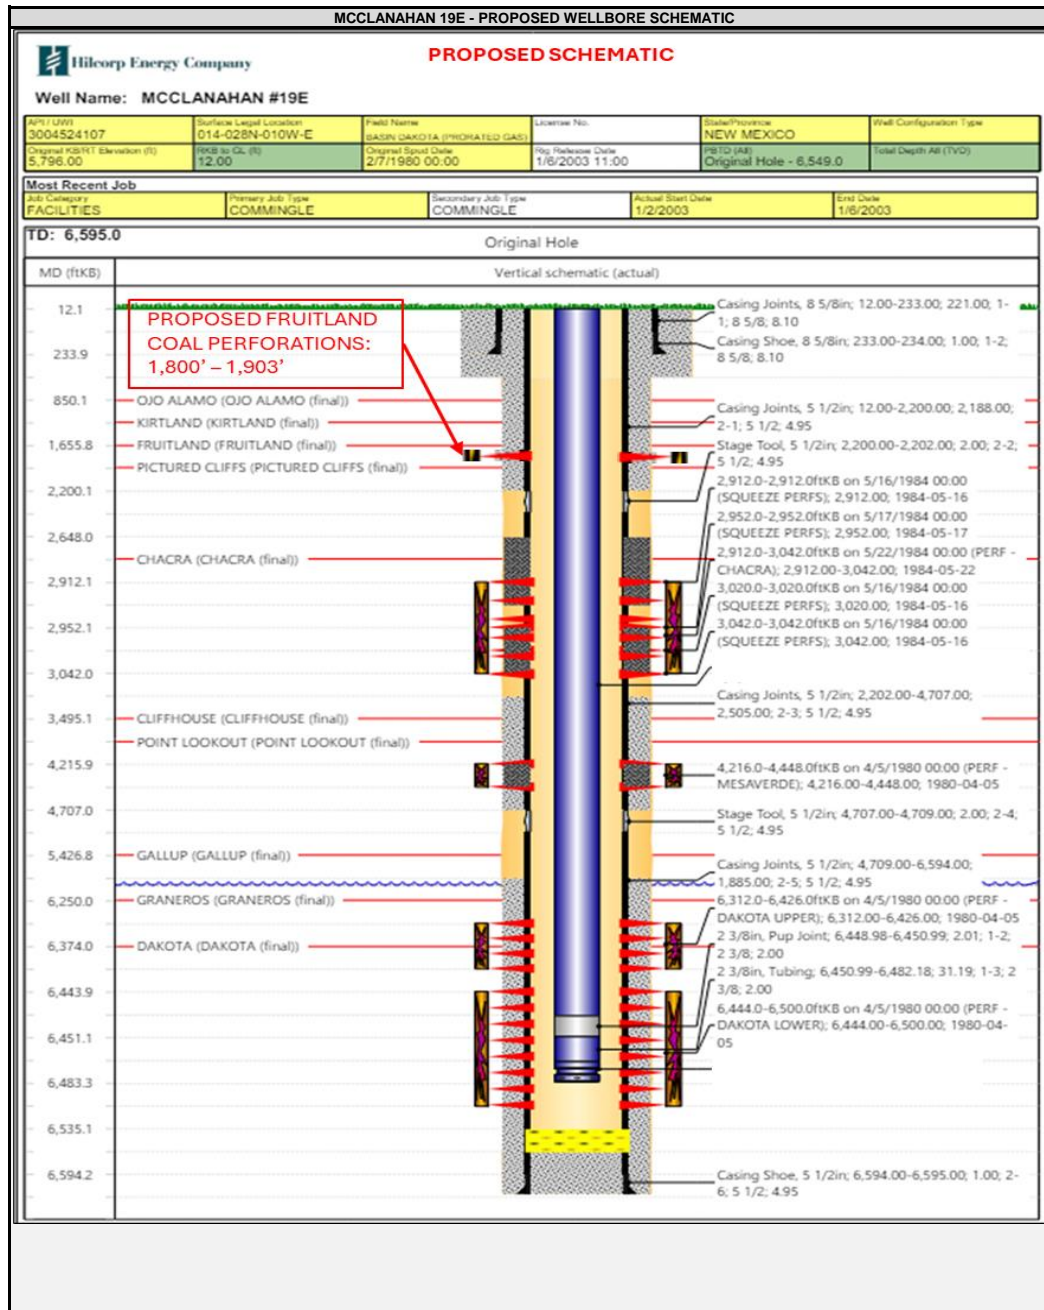 MCCLANAHAN 19E - PROPOSED WELLBORE SCHEMATIC
Hilcorp Energy Company
PROPOSED SCHEMATIC
Well Name: MCCLANAHAN #19E
API / UWI
3004524107
Surface Legal Location
014-028N-010W-E
Field Name
BASIN DAKOTA (PRORATED GAS)
License No.
State/Province
NEW MEXICO
Well Configuration Type
Original KB/RT Elevation (ft)
5,796.00
RKB to GL (ft)
12.00
Original Spud Date
2/7/1980 00:00
Rig Release Date
1/6/2003 11:00
PBTD (All)
Original Hole - 6,549.0
Total Depth All (TVD)
Most Recent Job
Job Category
FACILITIES
Primary Job Type
COMMINGLE
Secondary Job Type
COMMINGLE
Actual Start Date
1/2/2003
End Date
1/6/2003
TD: 6,595.0
Original Hole
MD (ftKB)
Vertical schematic (actual)
12.1
233.9
850.1
1,655.8
2,200.1
2,648.0
2,912.1
2,952.1
3,042.0
3,495.1
4,215.9
4,707.0
5,426.8
6,250.0
6,374.0
6,443.9
6,451.1
6,483.3
6,535.1
6,594.2
PROPOSED FRUITLAND
COAL PERFORATIONS:
1,800' – 1,903'
OJO ALAMO (OJO ALAMO (final))
KIRTLAND (KIRTLAND (final))
FRUITLAND (FRUITLAND (final))
PICTURED CLIFFS (PICTURED CLIFFS (final))
CHACRA (CHACRA (final))
CLIFFHOUSE (CLIFFHOUSE (final))
POINT LOOKOUT (POINT LOOKOUT (final))
GALLUP (GALLUP (final))
GRANEROS (GRANEROS (final))
DAKOTA (DAKOTA (final))
Casing Joints, 8 5/8in; 12.00-233.00; 221.00; 1-
1; 8 5/8; 8.10
Casing Shoe, 8 5/8in; 233.00-234.00; 1.00; 1-2;
8 5/8; 8.10
Casing Joints, 5 1/2in; 12.00-2,200.00; 2,188.00;
2-1; 5 1/2; 4.95
Stage Tool, 5 1/2in; 2,200.00-2,202.00; 2.00; 2-2;
5 1/2; 4.95
2,912.0-2,912.0ftKB on 5/16/1984 00:00
(SQUEEZE PERFS); 2,912.00; 1984-05-16
2,952.0-2,952.0ftKB on 5/17/1984 00:00
(SQUEEZE PERFS); 2,952.00; 1984-05-17
2,912.0-3,042.0ftKB on 5/22/1984 00:00 (PERF -
CHACRA); 2,912.00-3,042.00; 1984-05-22
3,020.0-3,020.0ftKB on 5/16/1984 00:00
(SQUEEZE PERFS); 3,020.00; 1984-05-16
3,042.0-3,042.0ftKB on 5/16/1984 00:00
(SQUEEZE PERFS); 3,042.00; 1984-05-16
Casing Joints, 5 1/2in; 2,202.00-4,707.00;
2,505.00; 2-3; 5 1/2; 4.95
4,216.0-4,448.0ftKB on 4/5/1980 00:00 (PERF -
MESAVERDE); 4,216.00-4,448.00; 1980-04-05
Stage Tool, 5 1/2in; 4,707.00-4,709.00; 2.00; 2-4;
5 1/2; 4.95
Casing Joints, 5 1/2in; 4,709.00-6,594.00;
1,885.00; 2-5; 5 1/2; 4.95
6,312.0-6,426.0ftKB on 4/5/1980 00:00 (PERF -
DAKOTA UPPER); 6,312.00-6,426.00; 1980-04-05
2 3/8in, Pup Joint; 6,448.98-6,450.99; 2.01; 1-2;
2 3/8; 2.00
2 3/8in, Tubing; 6,450.99-6,482.18; 31.19; 1-3; 2
3/8; 2.00
6,444.0-6,500.0ftKB on 4/5/1980 00:00 (PERF -
DAKOTA LOWER); 6,444.00-6,500.00; 1980-04-
05
Casing Shoe, 5 1/2in; 6,594.00-6,595.00; 1.00; 2-
6; 5 1/2; 4.95